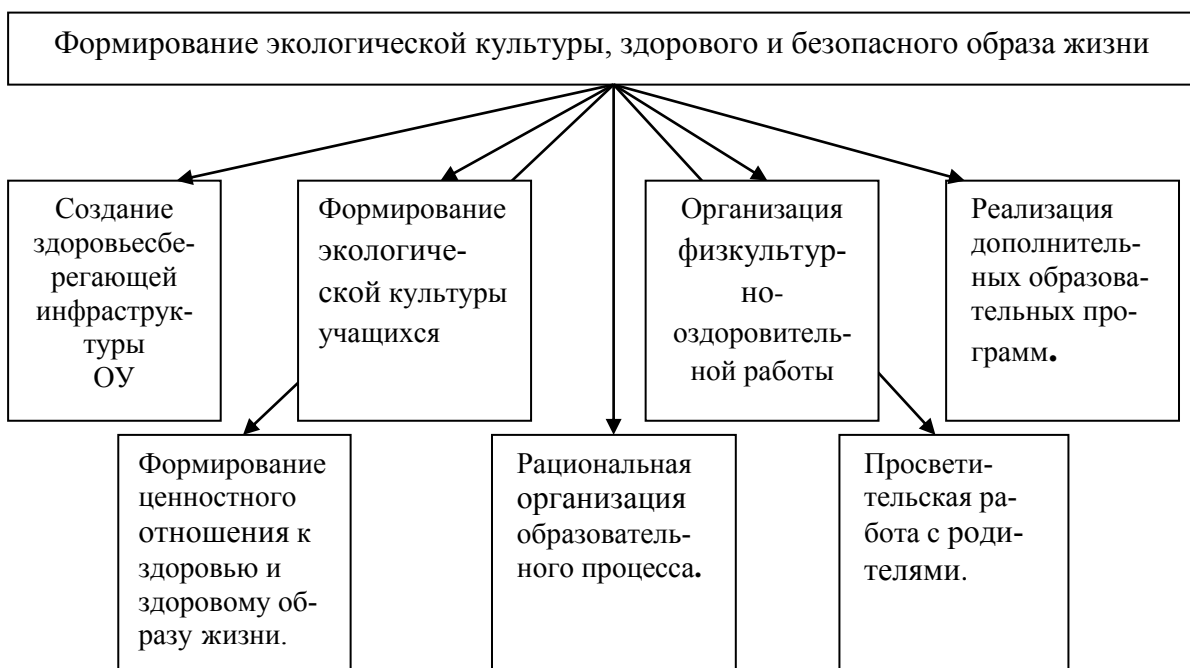 Формирование экологической культуры, здорового и безопасного образа жизни
Создание
здоровьесбе-
регающей
инфраструк-
туры
ОУ
Формирование
экологиче-
ской культуры
учащихся
Организация
физкультур-
но-
оздоровитель-
ной работы
Реализация
дополнитель-
ных образова-
тельных про-
грамм.
Формирование
ценностного
отношения к
здоровью и
здоровому об-
разу жизни.
Рациональная
организация
образователь-
ного процесса.
Просвети-
тельская ра-
бота с роди-
телями.